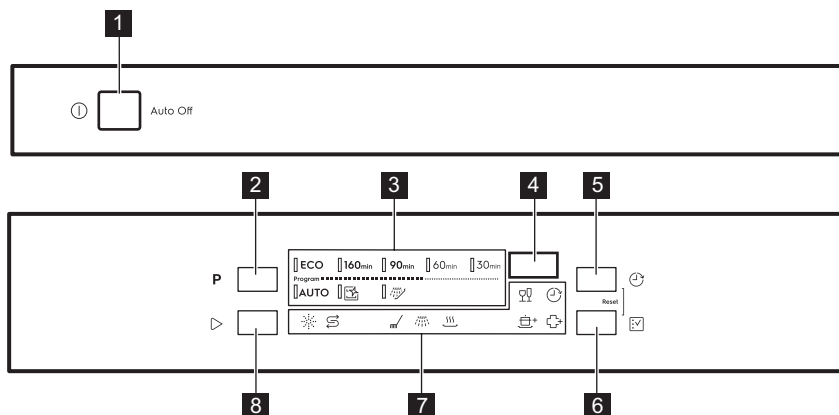 1
Auto Off
2 3 4 5
P ECO 160min 90min 60min 30min
Program
AUTO
Reset
+ +
8 7 6